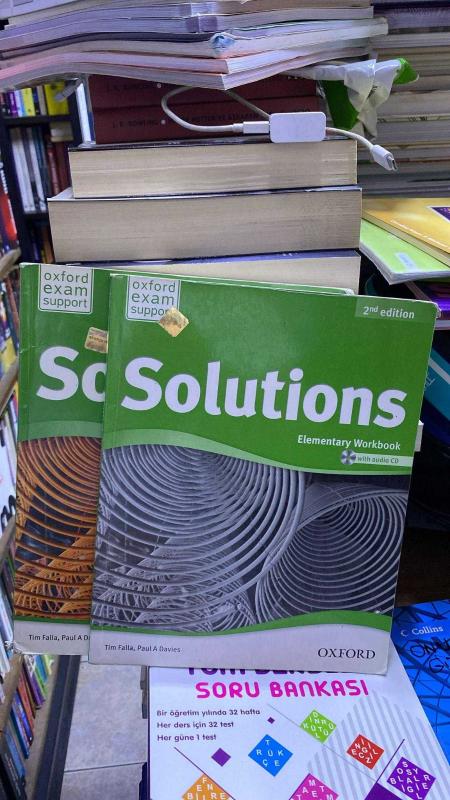 J. K. ROWLING
oxford
exam
support
So
Tim Falla, Paul A D
oxford
exam
suppor
2nd edition
Solutions
Elementary Workbook
with audio CD
Tim Falla, Paul A Davies
OXFORD
Collins
SORU BANKASI
Bir öğretim yılında 32 hafta
Her ders için 32 test
Her güne 1 test